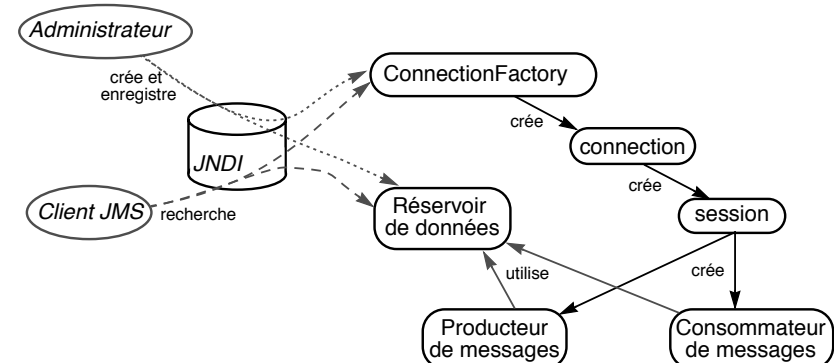 Administrateur
crée et
enregistre
ConnectionFactory
crée
connection
JNDI
crée
Client JMS
recherche
Réservoir
de données
session
utilise
crée
Producteur
de messages
Consommateur
de messages